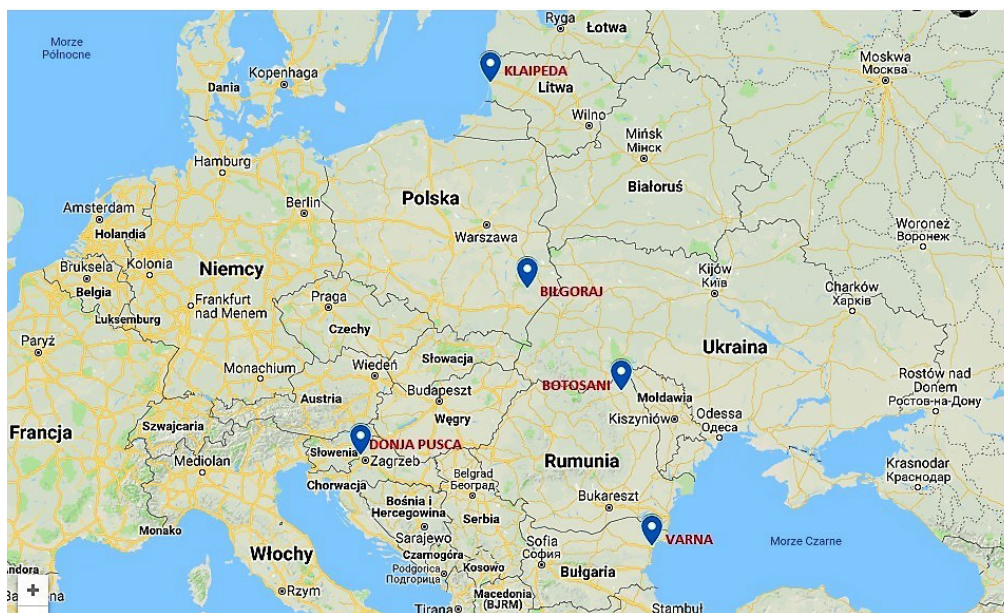 Ryga
Łotwa
Morze
Północne
Moskwa
Москва
KLAIPEDA
Kopenhaga
Dania
Litwa
Wilno
Mińsk
Мінск
Hamburg
Białoruś
Polska
Berlin
Amsterdam
Holandia
Warszawa
Woroneż
Воронеж
Bruksela
Kolonia
Niemcy
Belgia
BIŁGORAJ
Kijów
Київ
Charków
Харків
Frankfurt
nad Menem
Praga
Luksemburg
Czechy
Paryż
Ukraina
Słowacja
Monachium
Wiedeń
Rostów nad
Donem
Ростов-на-Дону
BOTOSANI
Budapeszt
Mołdawia
Austria
Węgry
Kiszyniów
Odessa
Одеса
Szwajcaria
Francja
DONJA PUSCA
Słowenia
Zagrzeb
Mediolan
Rumunia
Krasnodar
Краснодар
Chorwacja
Belgrad
Београд
Bośnia i
Hercegowina
Bukareszt
Serbia
Monako
Sarajewo
Sofia
София
VARNA
Morze Czarne
Włochy
Czarnogóra
Podgorica
Подгорица
Kosowo
Bułgaria
ndora
Rzym
Macedonia
(BJRM)
Tirana
Stambuł
+